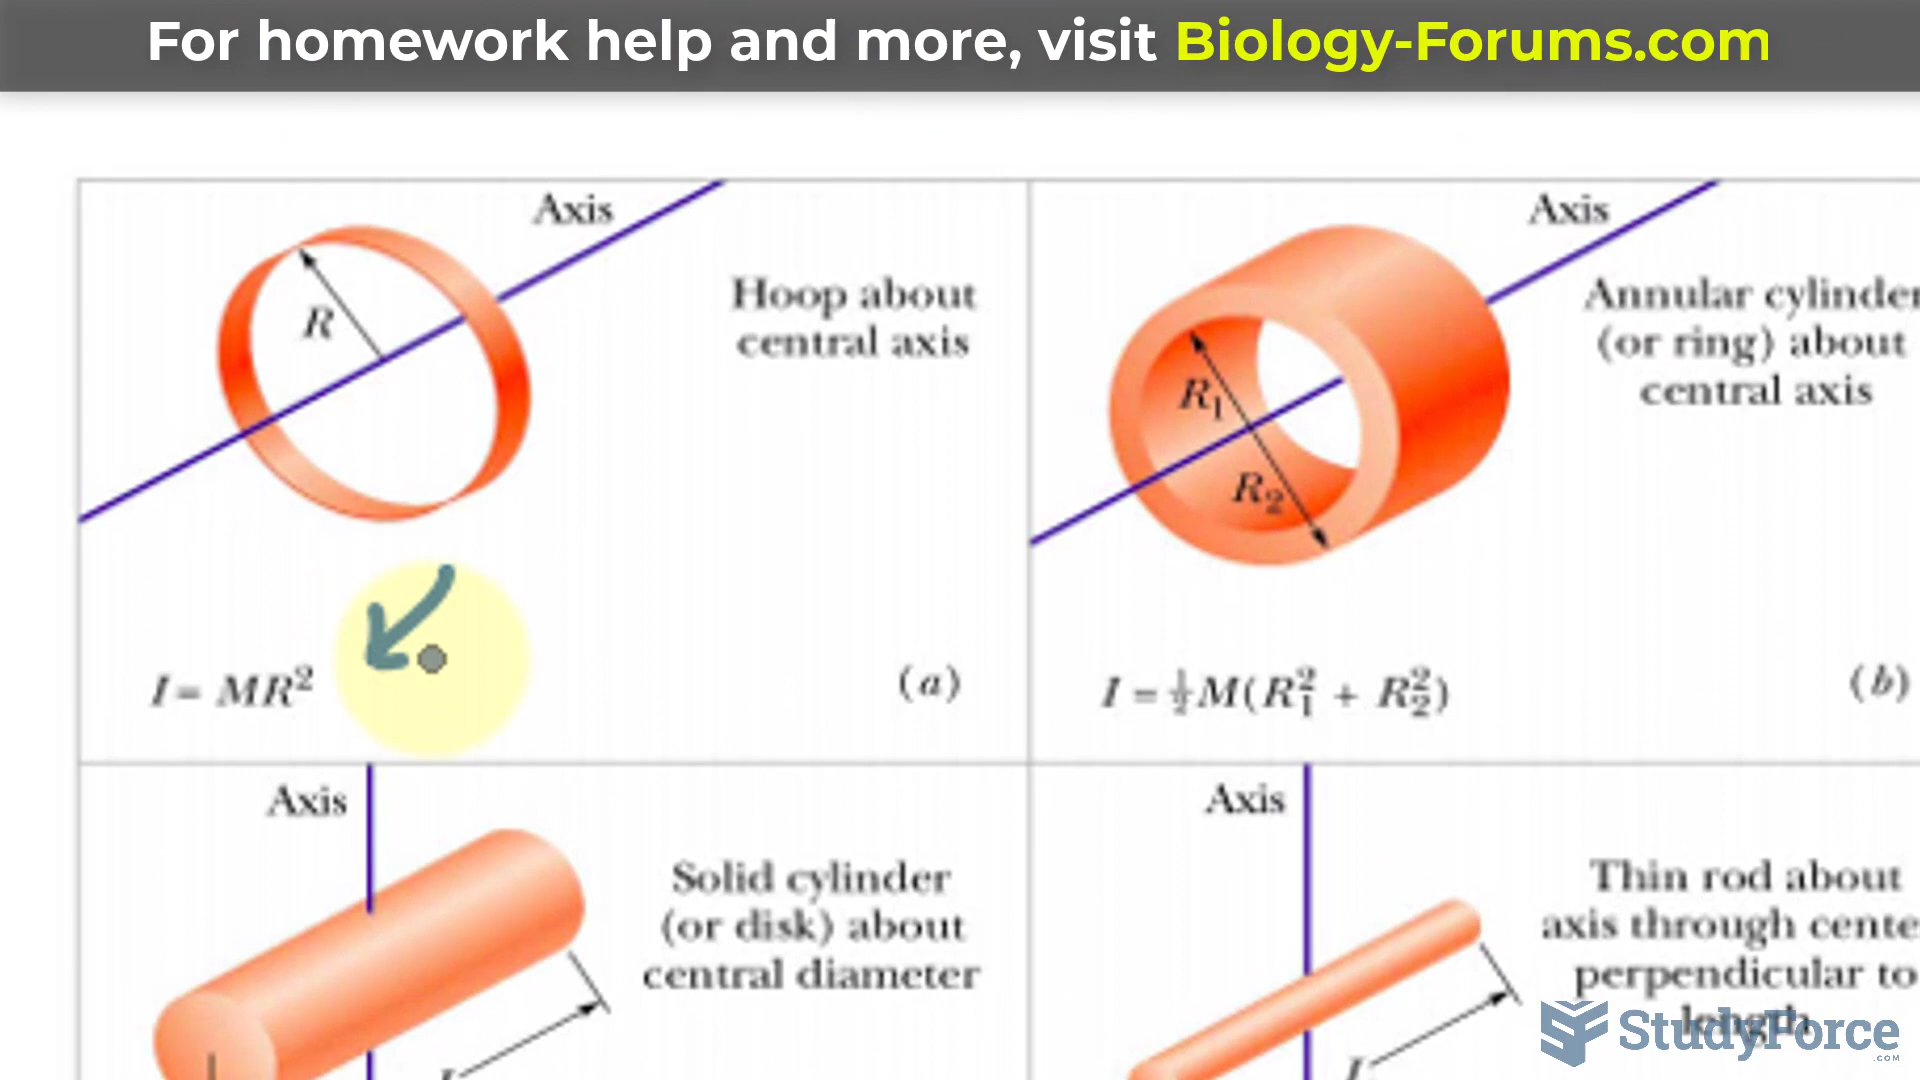 For homework help and more, visit Biology-Forums.com
Axis
R
Hoop about
central axis
I = MR²
(a)
Axis
R₁
R₂
Annular cylinder
(or ring) about
central axis
I = ½M(R₁² + R₂²)
(b)
Axis
Solid cylinder
(or disk) about
central diameter
Axis
Thin rod about
axis through cente
perpendicular to
length
StudyForce
.COM